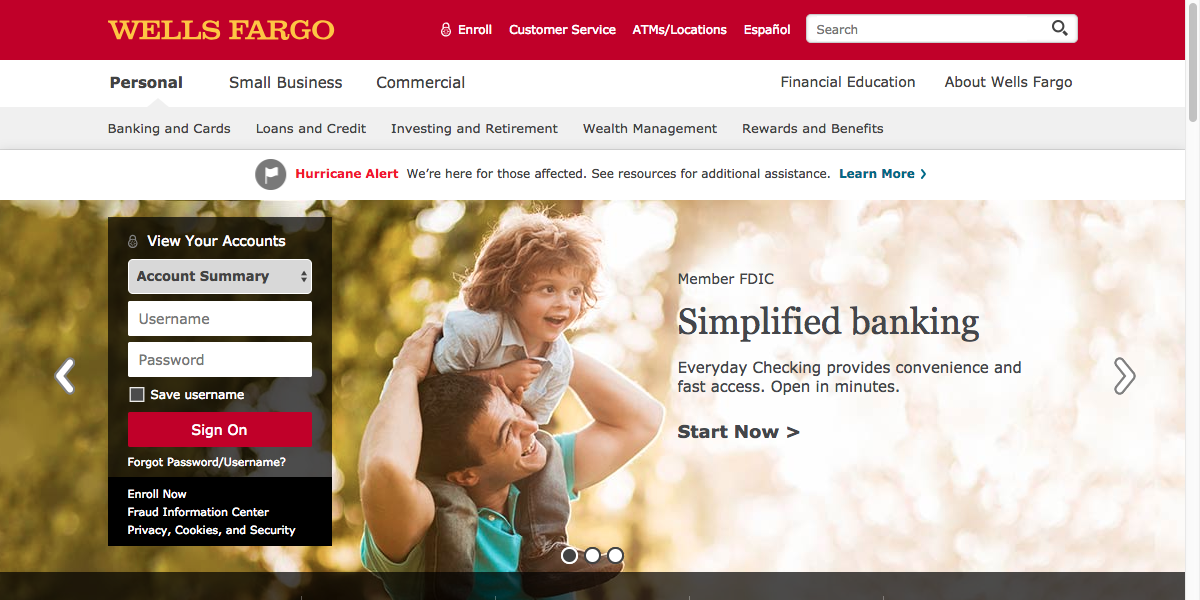 WELLS FARGO
Enroll
Customer Service
ATMs/Locations
Español
Search
Personal
Small Business
Commercial
Financial Education
About Wells Fargo
Banking and Cards
Loans and Credit
Investing and Retirement
Wealth Management
Rewards and Benefits
Hurricane Alert We're here for those affected. See resources for additional assistance. Learn More >
View Your Accounts
Account Summary
Username
Password
Save username
Sign On
Forgot Password/Username?
Enroll Now
Fraud Information Center
Privacy, Cookies, and Security
Member FDIC
Simplified banking
Everyday Checking provides convenience and
fast access. Open in minutes.
Start Now >